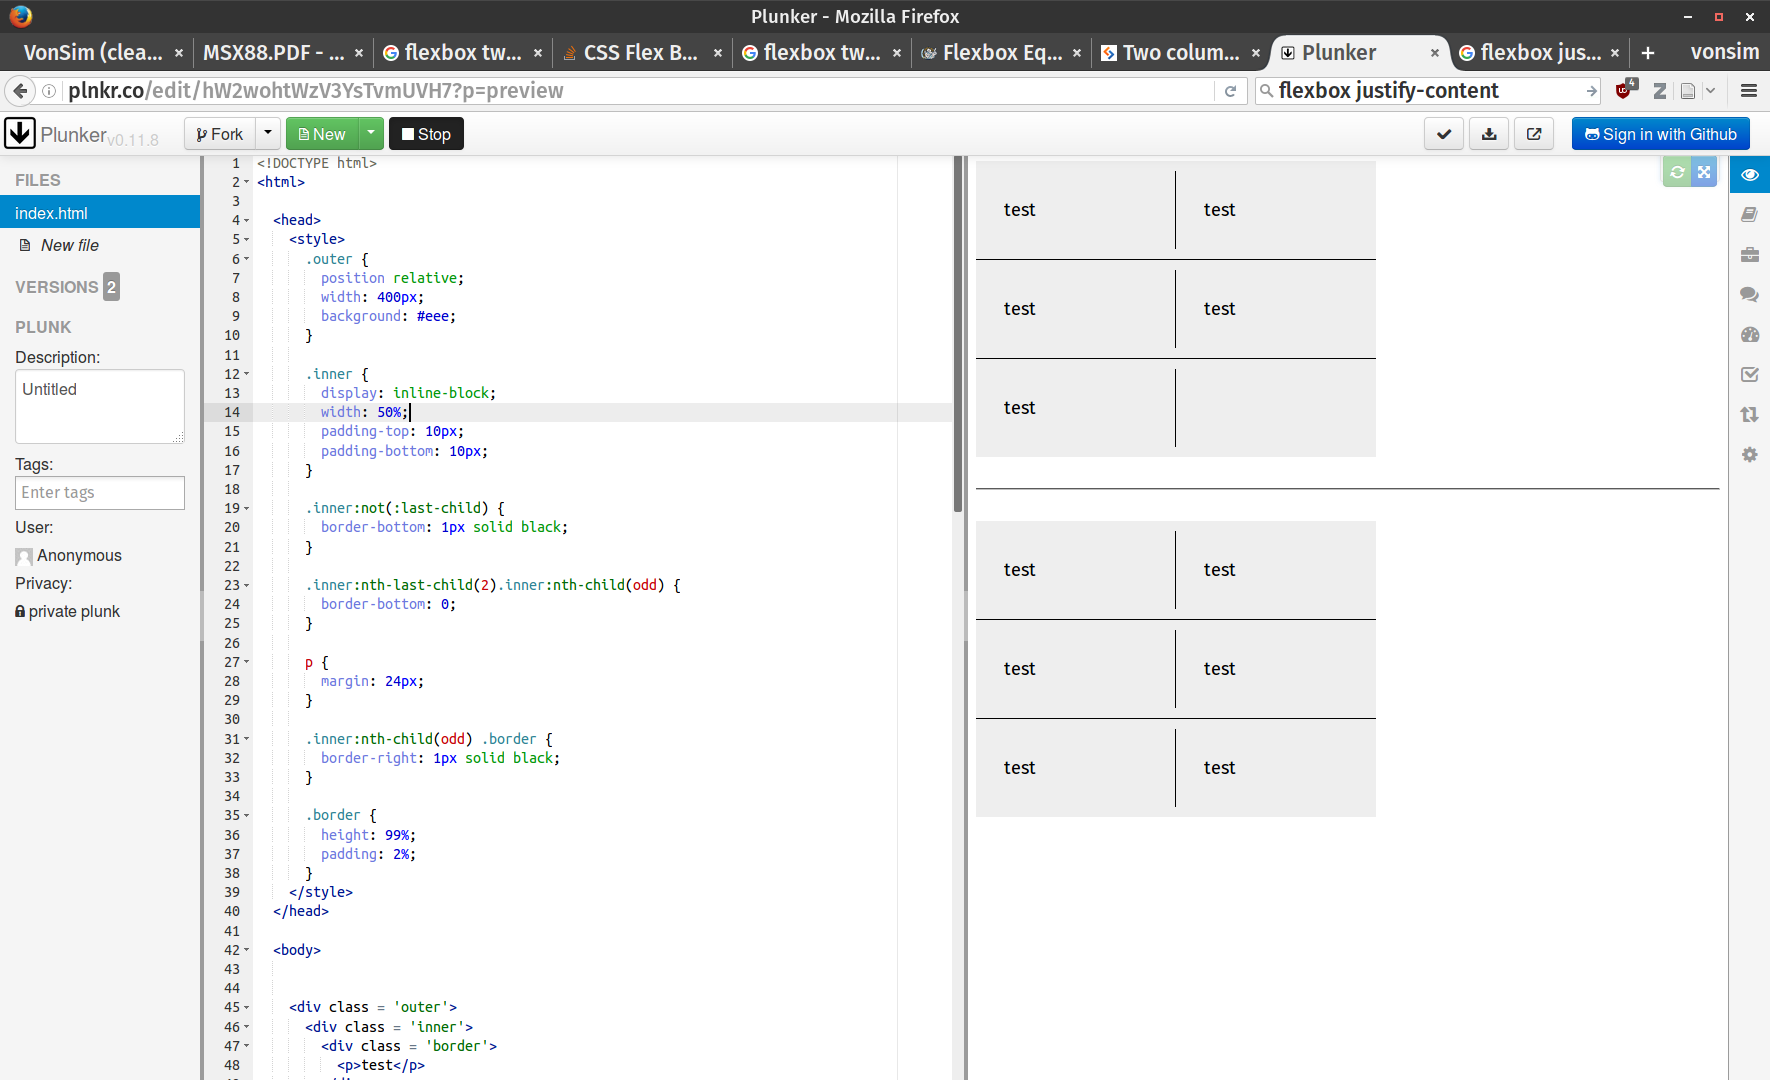 Plunker - Mozilla Firefox
VonSim (clea...
MSX88.PDF - ...
flexbox tw...
CSS Flex B...
flexbox tw...
Flexbox Eq...
Two colum...
Plunker
flexbox jus...
vonsim
plnkr.co/edit/hW2wohtWzV3YsTvmUVH7?p=preview
flexbox justify-content
4
Plunker v0.11.8
Fork
New
Stop
Sign in with Github
FILES
index.html
New file
VERSIONS 2
PLUNK
Description:
Untitled
Tags:
Enter tags
User:
Anonymous
Privacy:
private plunk
1 <!DOCTYPE html>
2 <html>
3
4 <head>
5 <style>
6 .outer {
7 position relative;
8 width: 400px;
9 background: #eee;
10 }
11
12 .inner {
13 display: inline-block;
14 width: 50%;
15 padding-top: 10px;
16 padding-bottom: 10px;
17 }
18
19 .inner:not(:last-child) {
20 border-bottom: 1px solid black;
21 }
22
23 .inner:nth-last-child(2).inner:nth-child(odd) {
24 border-bottom: 0;
25 }
26
27 p {
28 margin: 24px;
29 }
30
31 .inner:nth-child(odd) .border {
32 border-right: 1px solid black;
33 }
34
35 .border {
36 height: 99%;
37 padding: 2%;
38 }
39 </style>
40 </head>
41
42 <body>
43
44
45 <div class = 'outer'>
46 <div class = 'inner'>
47 <div class = 'border'>
48 <p>test</p>
test test
test test
test
test test
test test
test test